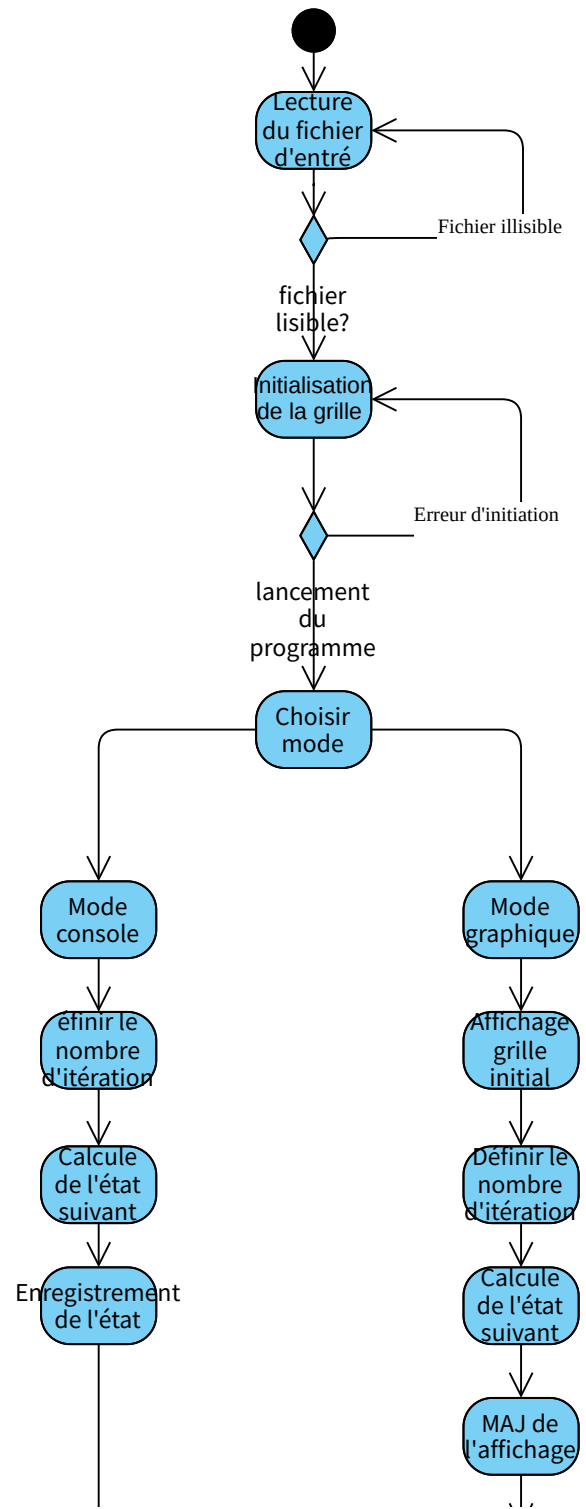 Lecture
du fichier
d'entré
Fichier illisible
fichier
lisible?
Initialisation
de la grille
Erreur d'initiation
lancement
du
programme
Choisir
mode
Mode
console
éfinir le
nombre
d'itération
Calcule
de l'état
suivant
Enregistrement
de l'état
Mode
graphique
Affichage
grille
initial
Définir le
nombre
d'itération
Calcule
de l'état
suivant
MAJ de
l'affichage